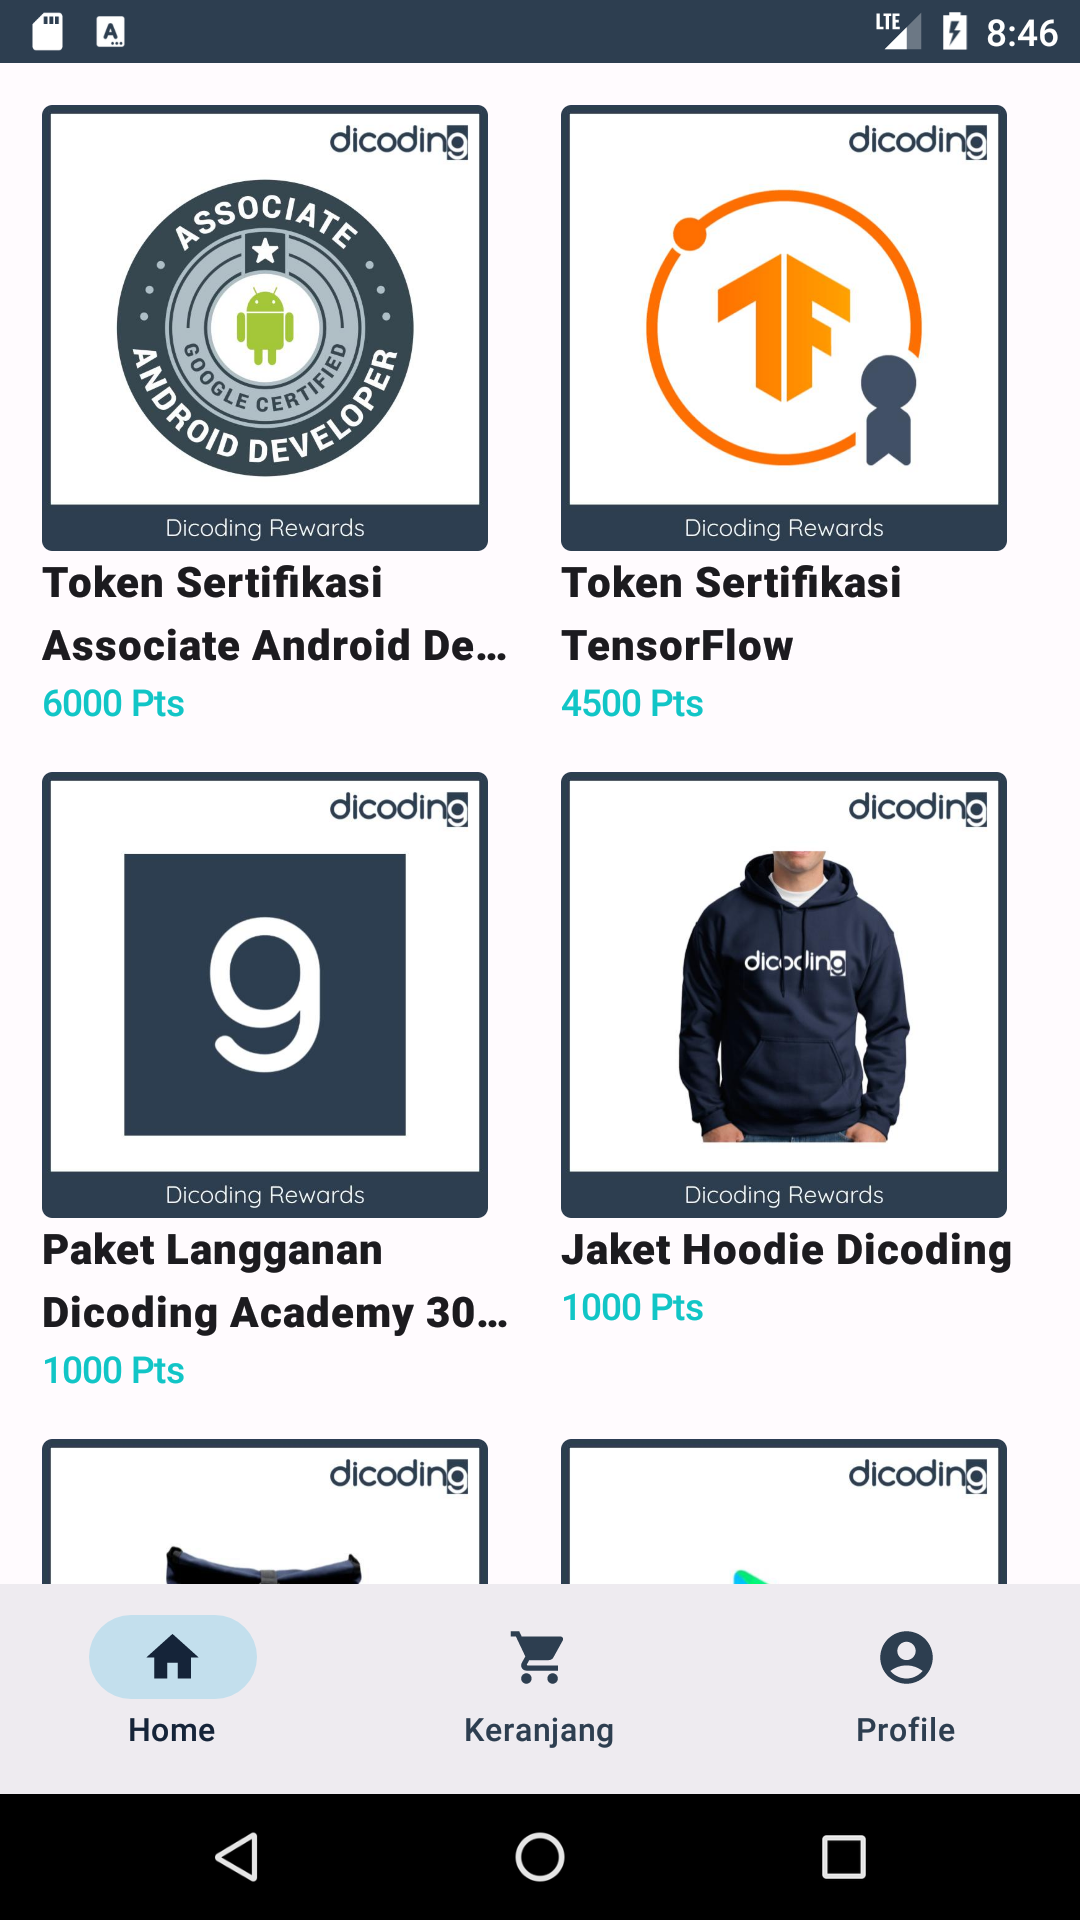 LTE 8:46
dicoding
ASSOCIATE
GOOGLE CERTIFIED
ANDROID DEVELOPER
Dicoding Rewards
Token Sertifikasi
Associate Android De...
6000 Pts
dicoding
TF
Dicoding Rewards
Token Sertifikasi
TensorFlow
4500 Pts
dicoding
g
Dicoding Rewards
Paket Langganan
Dicoding Academy 30...
1000 Pts
dicoding
dicoding
Dicoding Rewards
Jaket Hoodie Dicoding
1000 Pts
dicoding
dicoding
Home
Keranjang
Profile